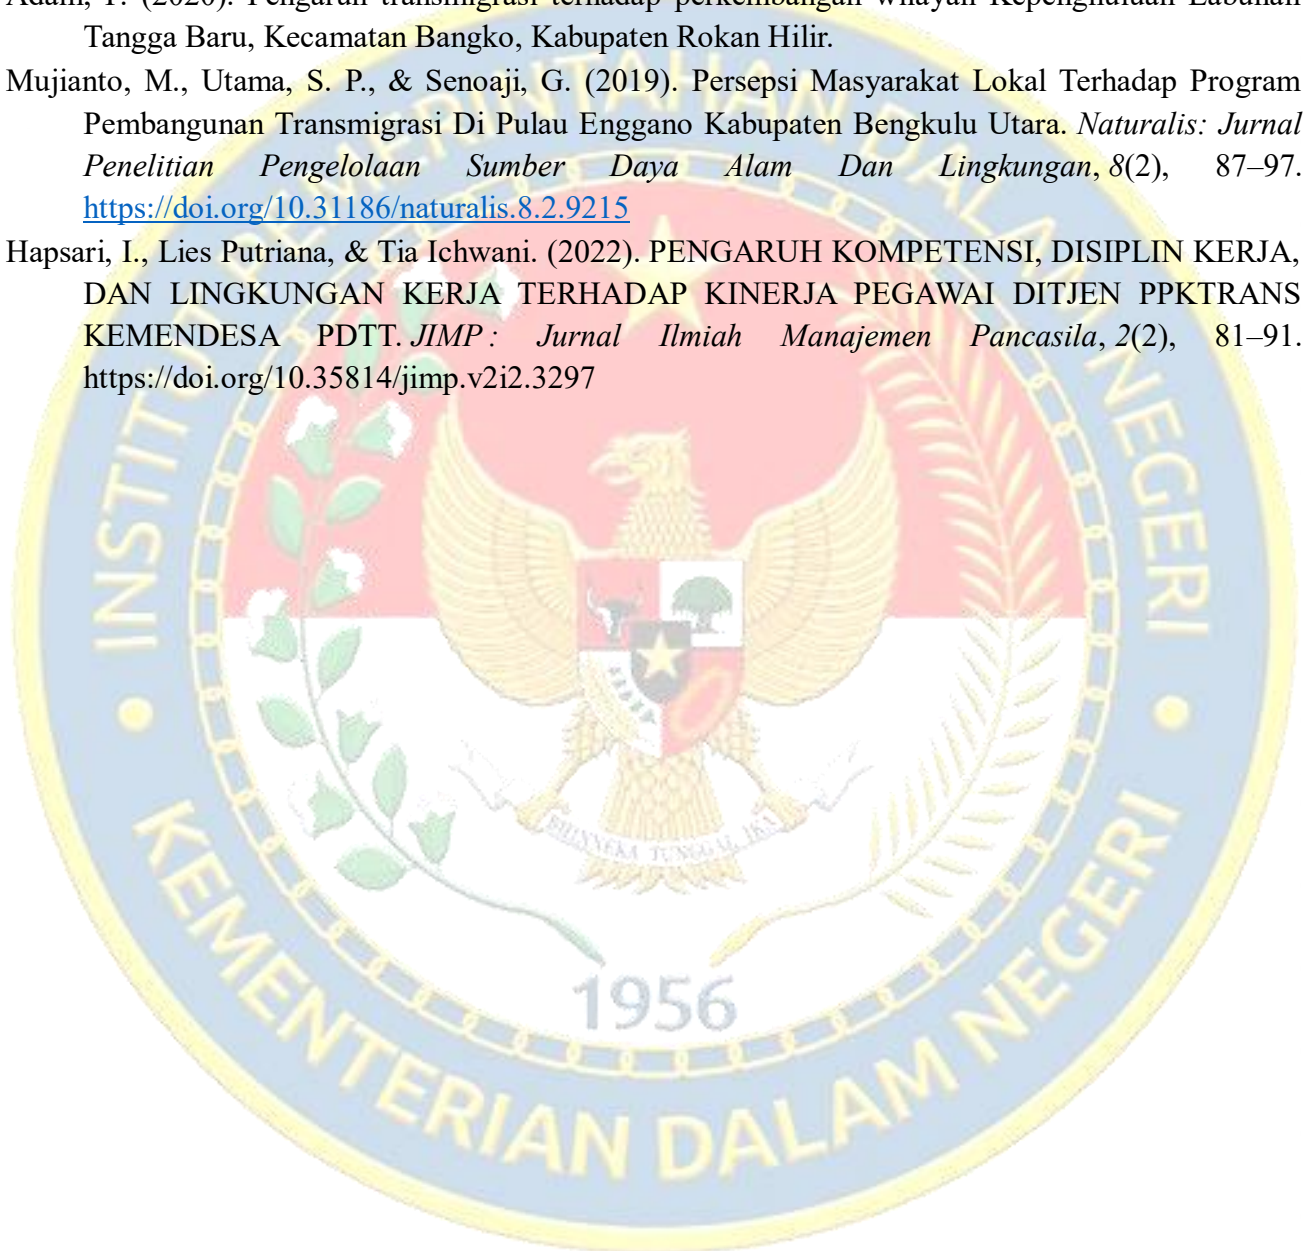 Tangga Baru, Kecamatan Bangko, Kabupaten Rokan Hilir.
Mujianto, M., Utama, S. P., & Senoaji, G. (2019). Persepsi Masyarakat Lokal Terhadap Program
Pembangunan Transmigrasi Di Pulau Enggano Kabupaten Bengkulu Utara. Naturalis: Jurnal
Penelitian Pengelolaan Sumber Daya Alam Dan Lingkungan, 8(2), 87–97.
https://doi.org/10.31186/naturalis.8.2.9215
Hapsari, I., Lies Putriana, & Tia Ichwani. (2022). PENGARUH KOMPETENSI, DISIPLIN KERJA,
DAN LINGKUNGAN KERJA TERHADAP KINERJA PEGAWAI DITJEN PPKTRANS
KEMENDESA PDTT. JIMP : Jurnal Ilmiah Manajemen Pancasila, 2(2), 81–91.
https://doi.org/10.35814/jimp.v2i2.3297
INSTITUT PEMERINTAHAN DALAM NEGERI
BHINNEKA TUNGGAL IKA
1956
KEMENTERIAN DALAM NEGERI